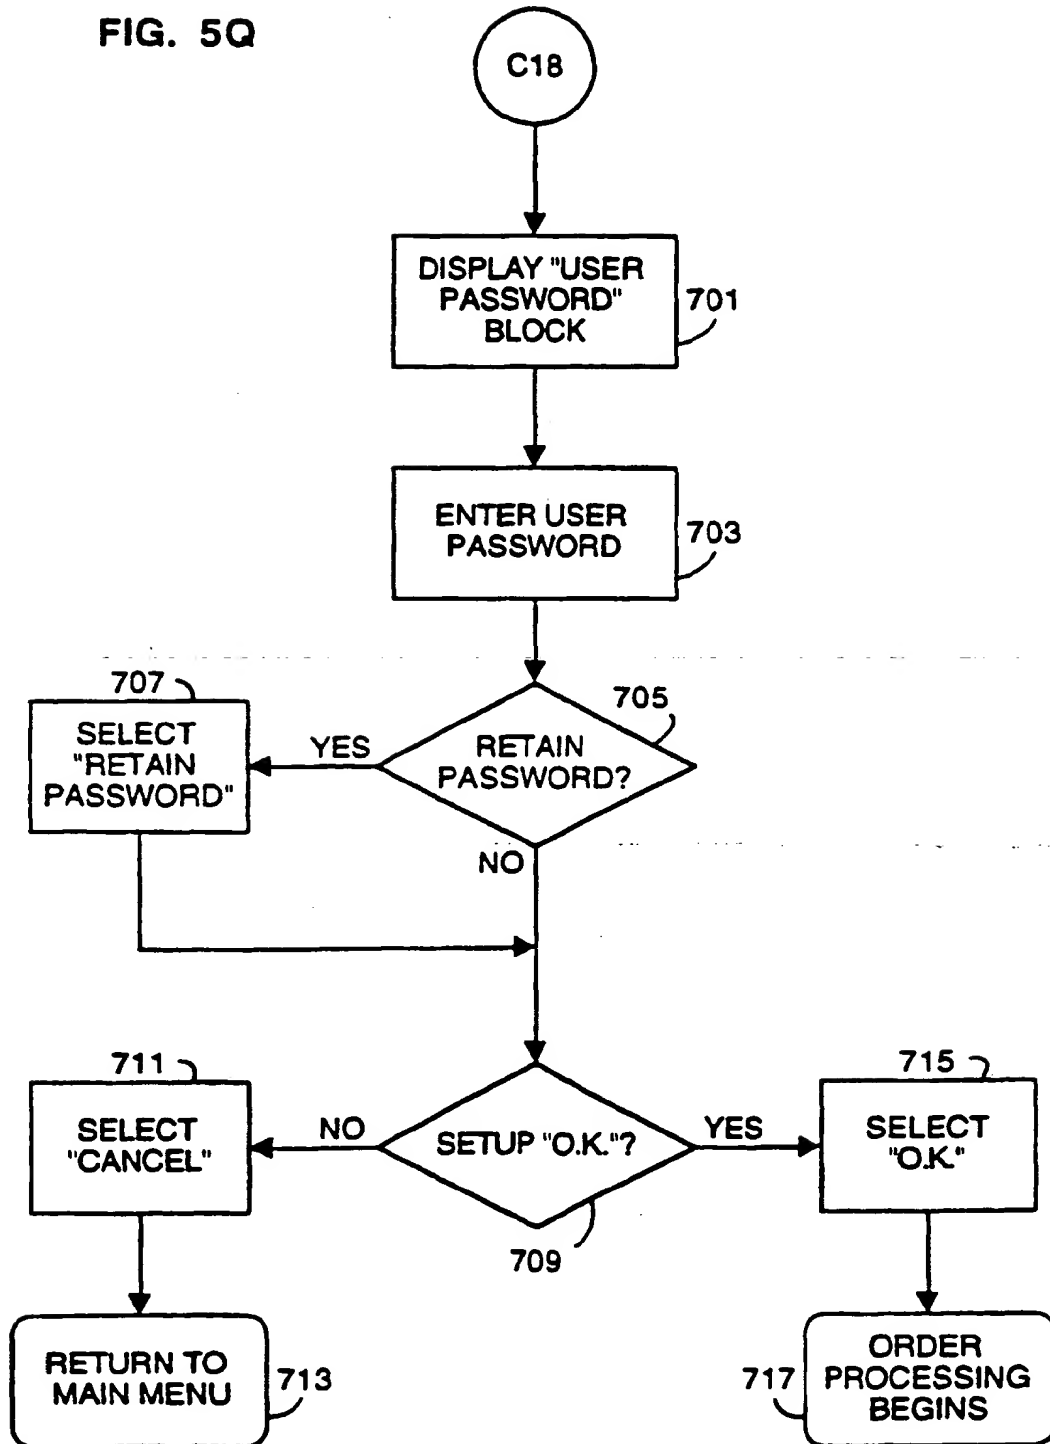 FIG. 5Q
C18
DISPLAY "USER
PASSWORD"
BLOCK
701
ENTER USER
PASSWORD
703
707
SELECT
"RETAIN
PASSWORD"
YES
705
RETAIN
PASSWORD?
NO
711
SELECT
"CANCEL"
NO
SETUP "O.K."?
709
YES
715
SELECT
"O.K."
RETURN TO
MAIN MENU
713
717
ORDER
PROCESSING
BEGINS